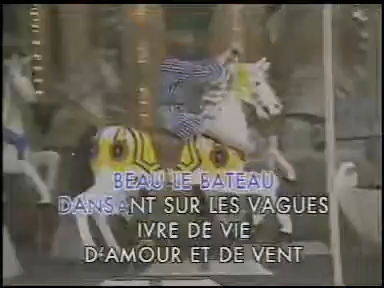 BEAU LE BATEAU
DANSANT SUR LES VAGUES
IVRE DE VIE
D'AMOUR ET DE VENT